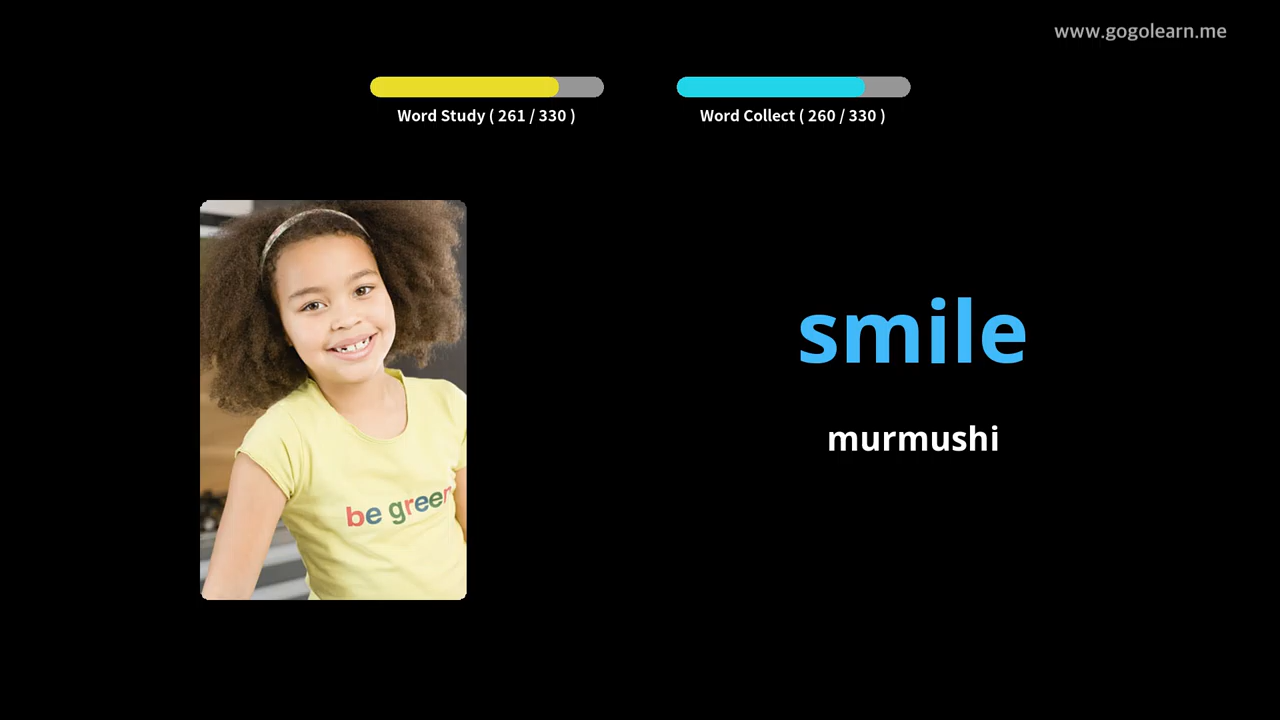 www.gogolearn.me
Word Study ( 261 / 330 )
Word Collect ( 260 / 330 )
smile
murmushi
be green